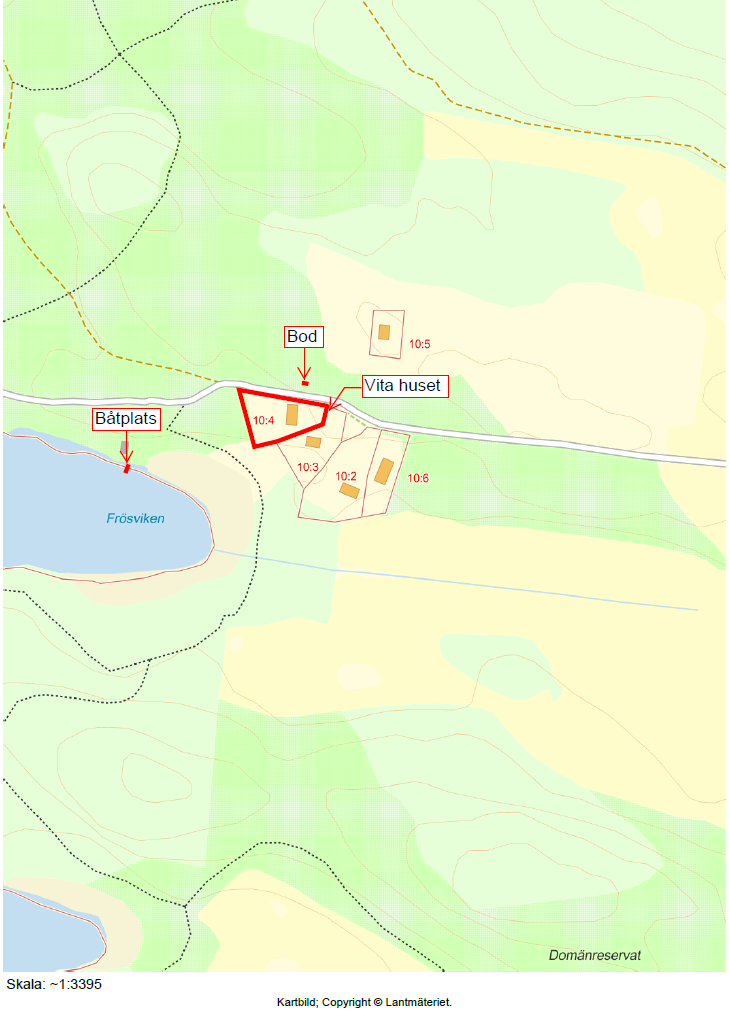 Bod
10:5
Vita huset
Båtplats
10:4
10:3
10:2
10:6
Frösviken
Domänreservat
Skala: ~1:3395
Kartbild; Copyright © Lantmäteriet.